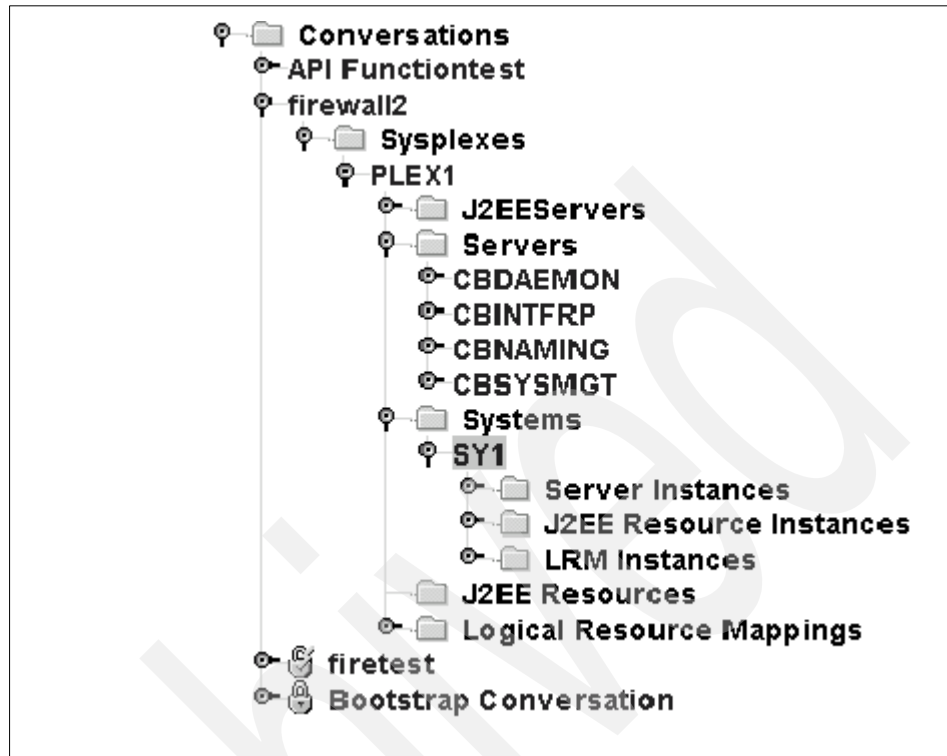 Conversations
API Functiontest
firewall2
Sysplexes
PLEX1
J2EEServers
Servers
CBDAEMON
CBINTFRP
CBNAMING
CBSYSMGT
Systems
SY1
Server Instances
J2EE Resource Instances
LRM Instances
J2EE Resources
Logical Resource Mappings
firetest
Bootstrap Conversation
hived